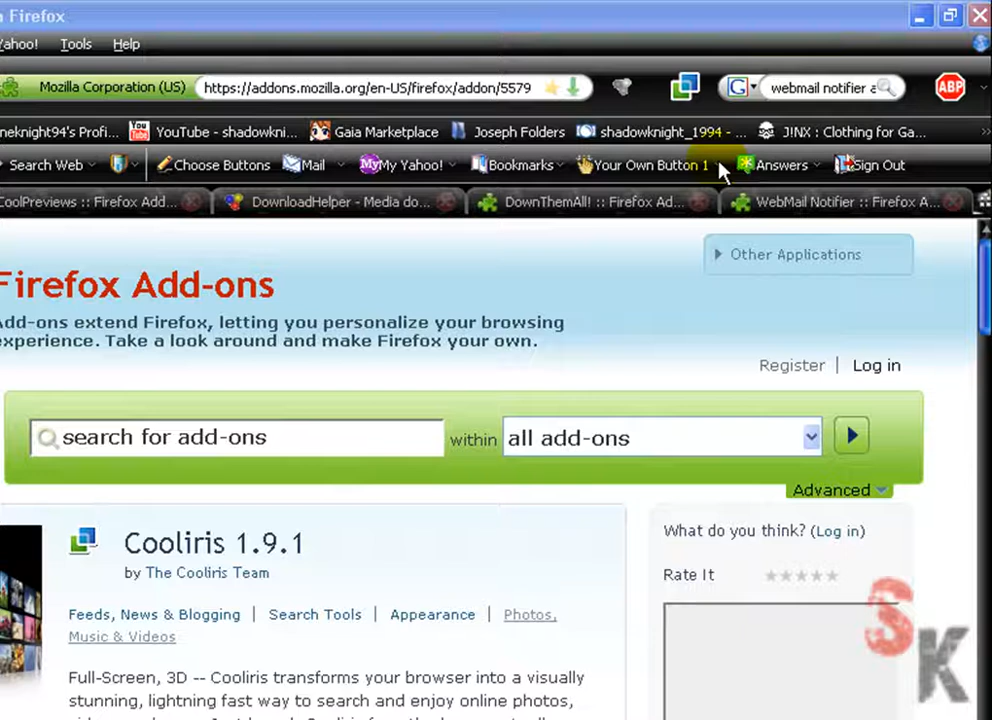 n Firefox
Yahoo! Tools Help
Mozilla Corporation (US) https://addons.mozilla.org/en-US/firefox/addon/5579 G webmail notifier a ABP
neknight94's Profi... You Tube YouTube - shadowkni... Gaia Marketplace Joseph Folders shadowknight_1994 - ... J!NX : Clothing for Ga... »
Search Web Choose Buttons Mail My My Yahoo! Bookmarks Your Own Button 1 Answers Sign Out
CoolPreviews :: Firefox Add... DownloadHelper - Media do... DownThemAll! :: Firefox Ad... WebMail Notifier :: Firefox A...
Other Applications
Firefox Add-ons
Add-ons extend Firefox, letting you personalize your browsing
experience. Take a look around and make Firefox your own.
Register | Log in
search for add-ons within all add-ons
Advanced
Cooliris 1.9.1
by The Cooliris Team
Feeds, News & Blogging | Search Tools | Appearance | Photos,
Music & Videos
Full-Screen, 3D -- Cooliris transforms your browser into a visually
stunning, lightning fast way to search and enjoy online photos,
What do you think? (Log in)
Rate It
SK